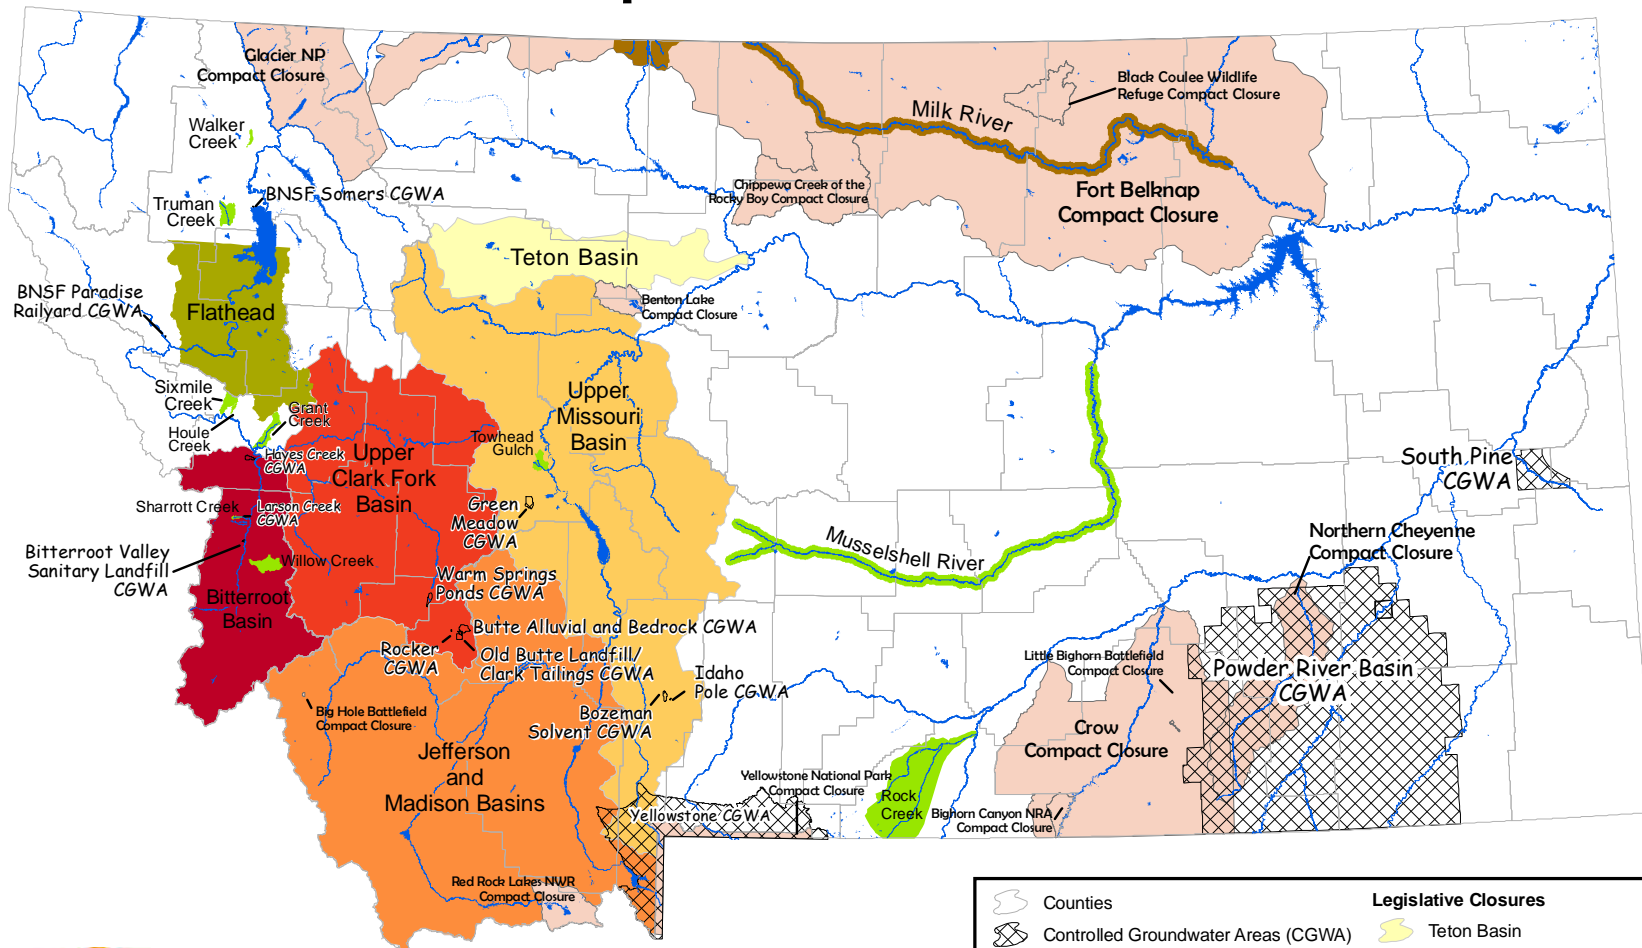 Glacier NP
Compact Closure
Walker
Creek
Truman
Creek
BNSF Somers CGWA
BNSF Paradise
Railyard CGWA
Flathead
Sixmile
Creek
Houle
Creek
Grant
Creek
Hayes Creek
CGWA
Sharrott Creek
Larson Creek
CGWA
Bitterroot Valley
Sanitary Landfill
CGWA
Willow Creek
Bitterroot
Basin
Upper
Clark Fork
Basin
Teton Basin
Benton Lake
Compact Closure
Upper
Missouri
Basin
Towhead
Gulch
Green
Meadow
CGWA
Warm Springs
Ponds CGWA
Butte Alluvial and Bedrock CGWA
Rocker
CGWA
Old Butte Landfill/
Clark Tailings CGWA
Idaho
Pole CGWA
Bozeman
Solvent CGWA
Big Hole Battlefield
Compact Closure
Jefferson
and
Madison Basins
Red Rock Lakes NWR
Compact Closure
Yellowstone CGWA
Yellowstone National Park
Compact Closure
Rock
Creek
Bighorn Canyon NRA
Compact Closure
Crow
Compact Closure
Little Bighorn Battlefield
Compact Closure
Powder River Basin
CGWA
Northern Cheyenne
Compact Closure
South Pine
CGWA
Musselshell River
Milk River
Black Coulee Wildlife
Refuge Compact Closure
Chippewa Creek of the
Rocky Boy Compact Closure
Fort Belknap
Compact Closure
Counties
Controlled Groundwater Areas (CGWA)
Legislative Closures
Teton Basin